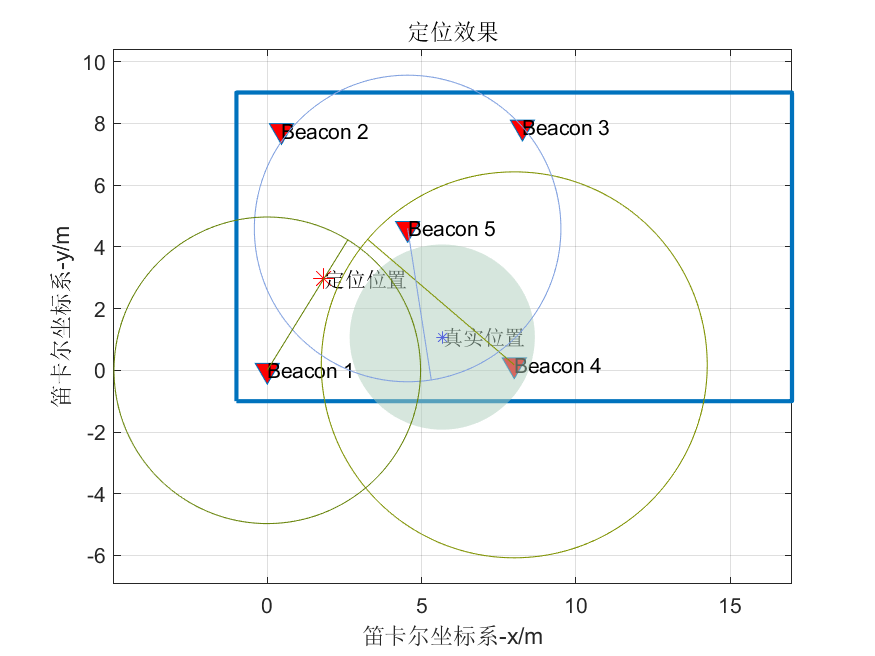 定位效果
10
8
6
4
2
0
-2
-4
-6
笛卡尔坐标系-y/m
Beacon 2
Beacon 3
Beacon 5
定位位置
真实位置
Beacon 1
Beacon 4
0
5
10
15
笛卡尔坐标系-x/m